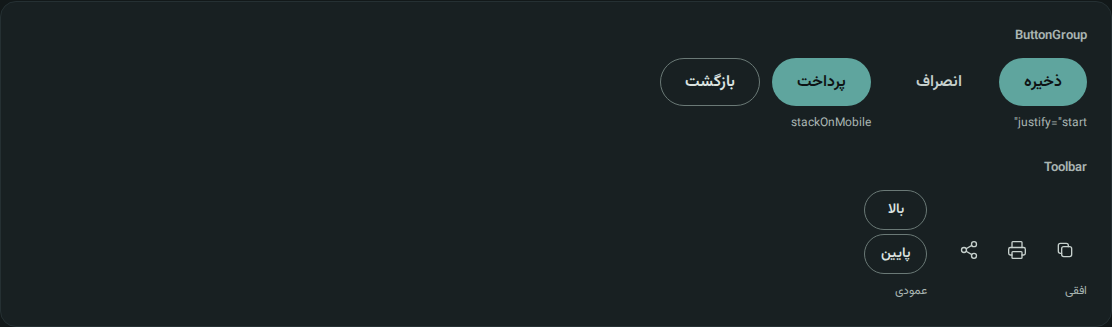 ButtonGroup
ذخیره انصراف پرداخت بازگشت
"justify="start stackOnMobile
Toolbar
بالا
پایین
افقی عمودی